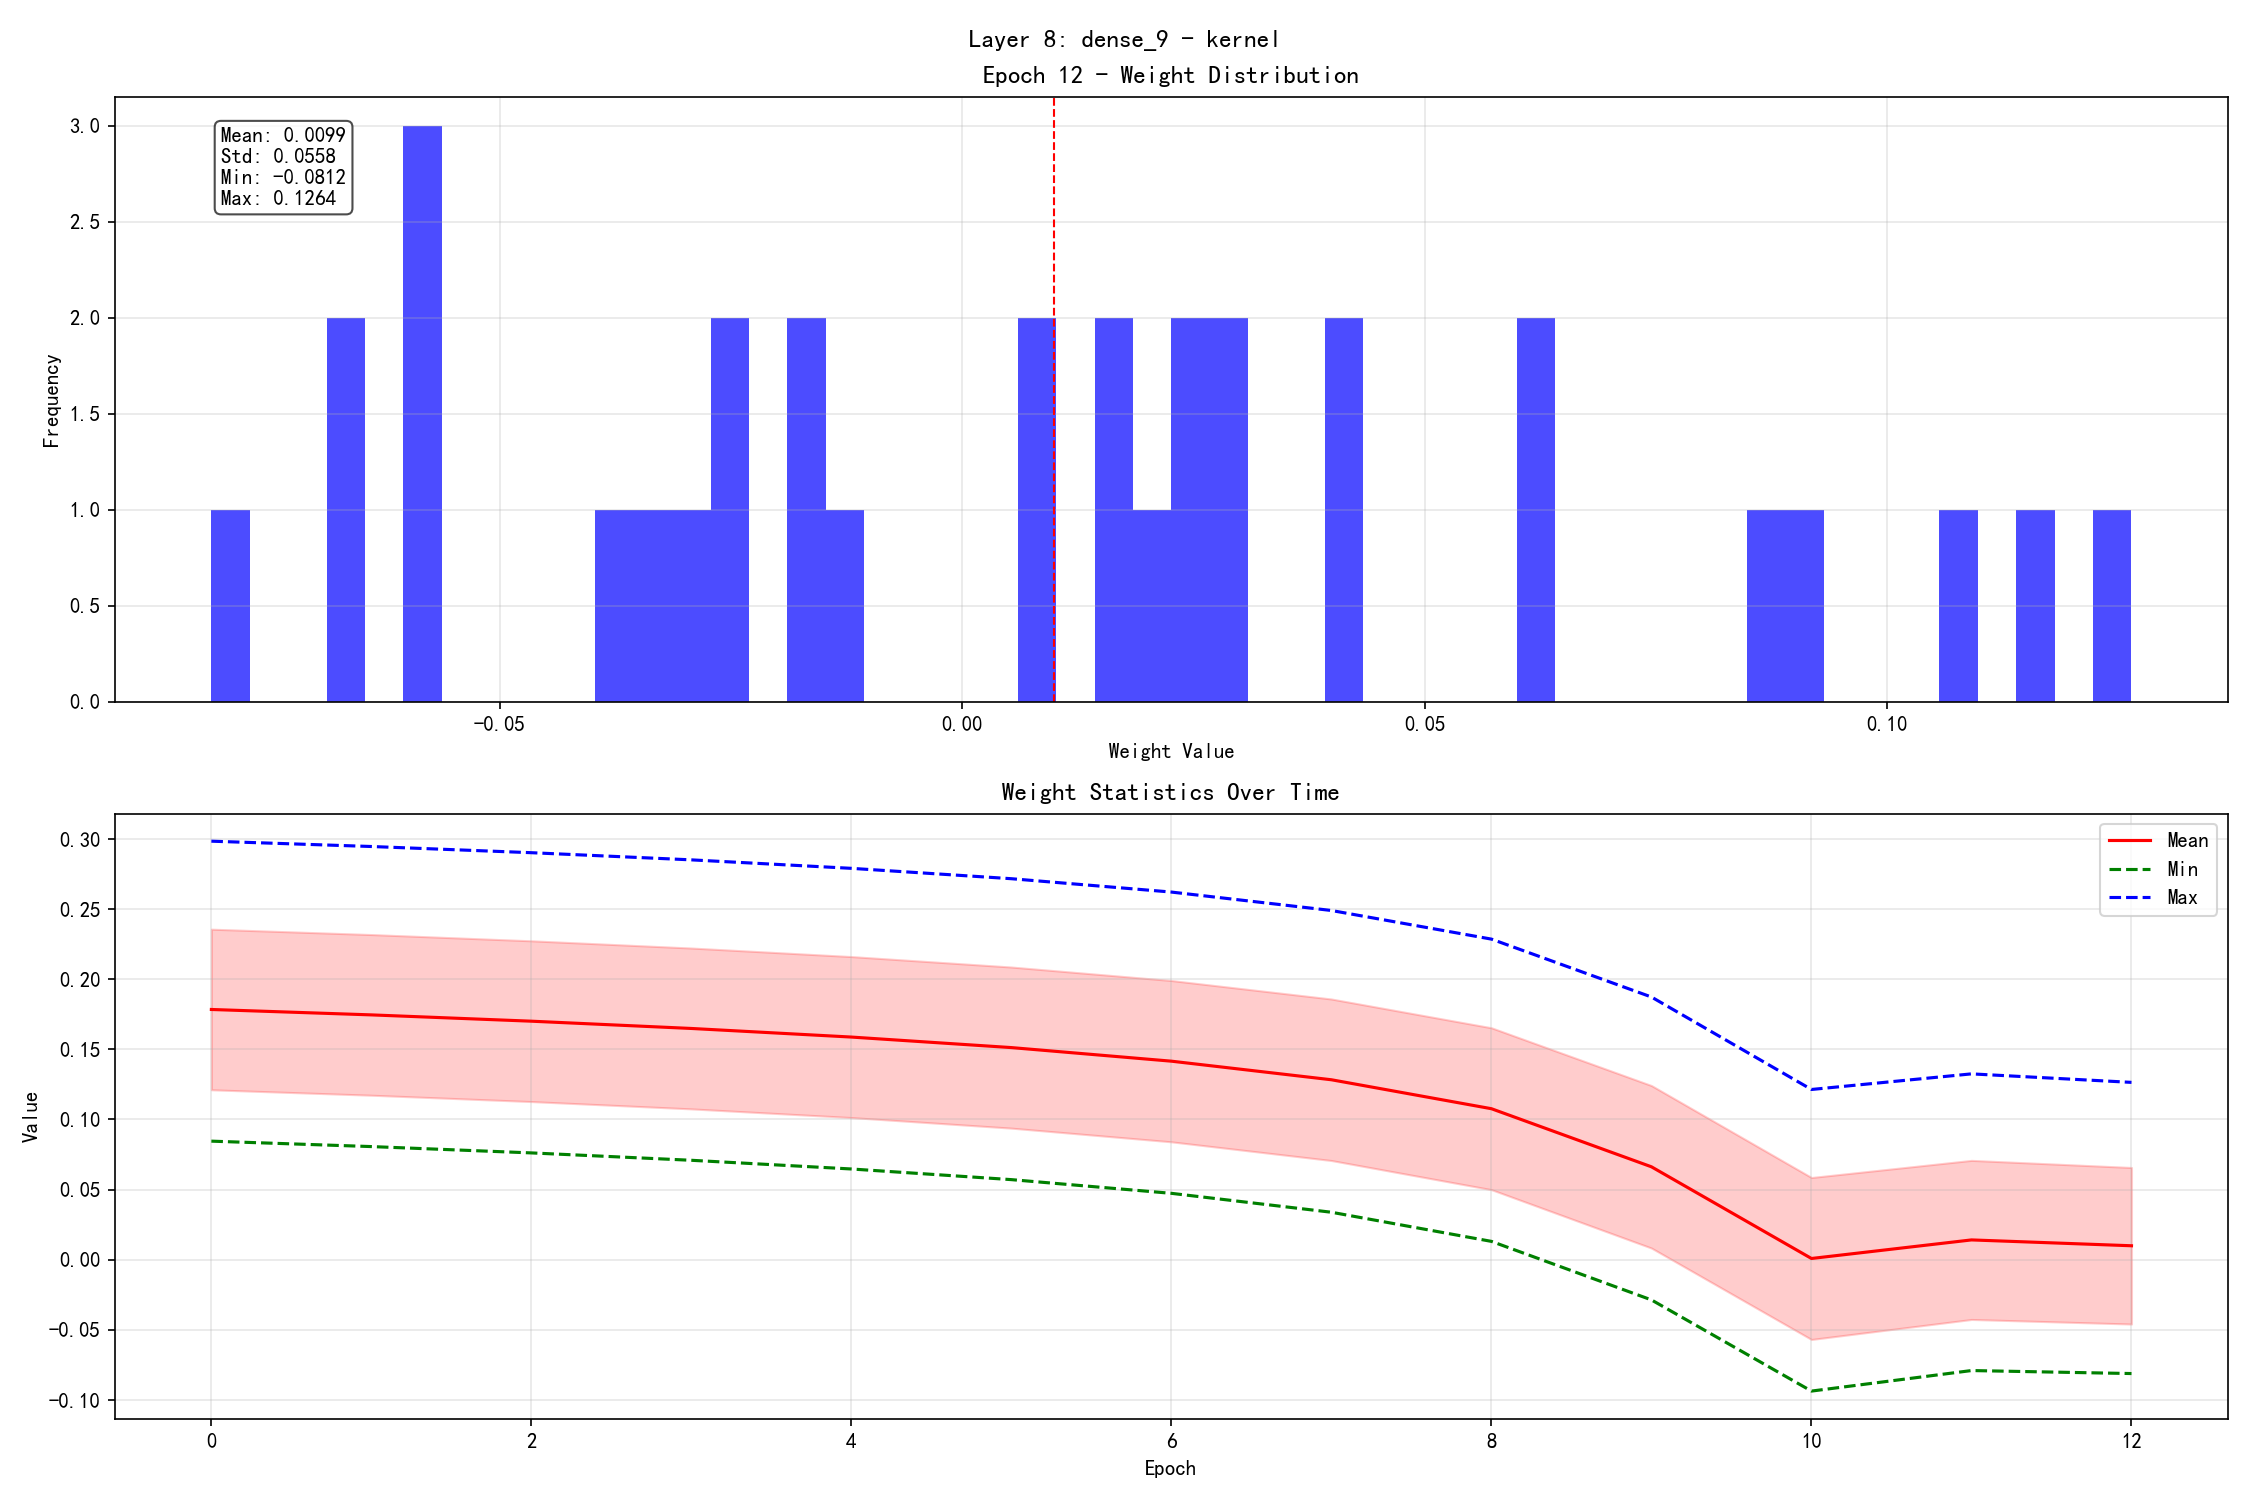 Layer 8: dense_9 - kernel
Epoch 12 - Weight Distribution
Mean: 0.0099
Std: 0.0558
Min: -0.0812
Max: 0.1264
3.0
2.5
2.0
1.5
1.0
0.5
0.0
Frequency
-0.05
0.00
0.05
0.10
Weight Value
Weight Statistics Over Time
Mean
Min
Max
0.30
0.25
0.20
0.15
0.10
0.05
0.00
-0.05
-0.10
Value
0
2
4
6
8
10
12
Epoch